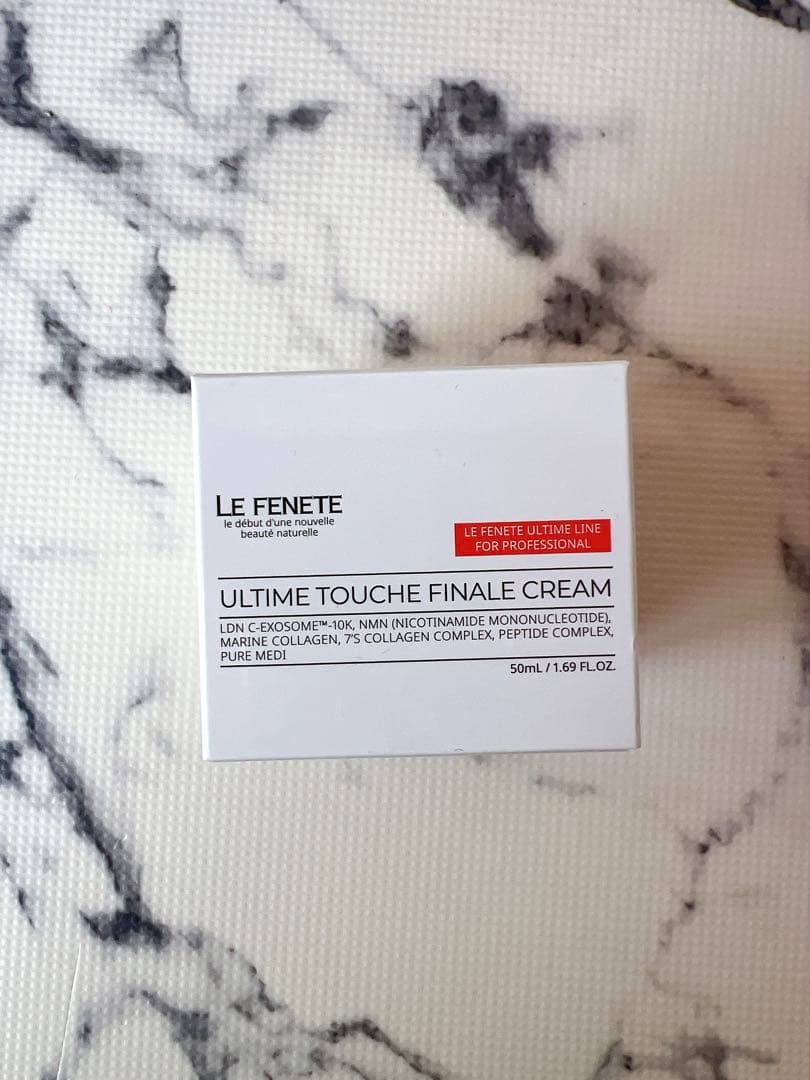 LE FENETE
le début d'une nouvelle
beauté naturelle
LE FENETE ULTIME LINE
FOR PROFESSIONAL
ULTIME TOUCHE FINALE CREAM
LDN C-EXOSOME™-10K, NMN (NICOTINAMIDE MONONUCLEOTIDE),
MARINE COLLAGEN, 7'S COLLAGEN COMPLEX, PEPTIDE COMPLEX,
PURE MEDI
50mL / 1.69 FL.OZ.